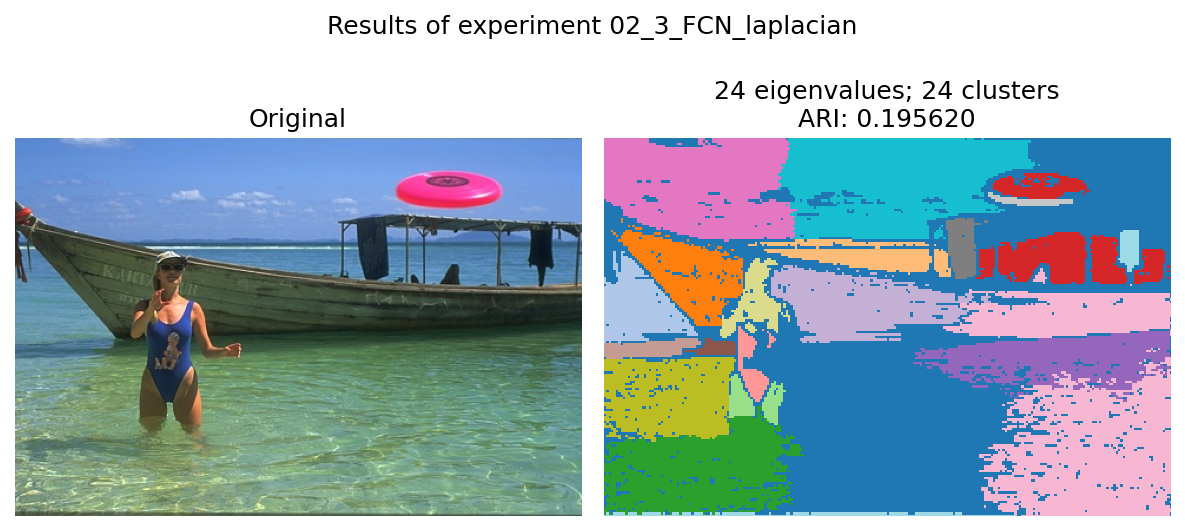 Results of experiment 02_3_FCN_laplacian
Original
24 eigenvalues; 24 clusters
ARI: 0.195620